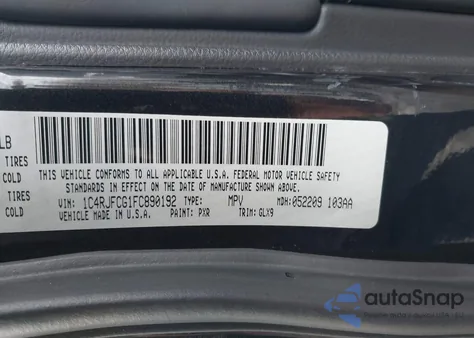 LB
TIRES
COLD
TIRES
COLD
THIS VEHICLE CONFORMS TO ALL APPLICABLE U.S.A. FEDERAL MOTOR VEHICLE SAFETY
STANDARDS IN EFFECT ON THE DATE OF MANUFACTURE SHOWN ABOVE.
VIN: 1C4RJFCG1FC890192 TYPE: MPV MDH:052209 103AA
VEHICLE MADE IN U.S.A. PAINT: PXR TRIM: GLX9
autoSnap